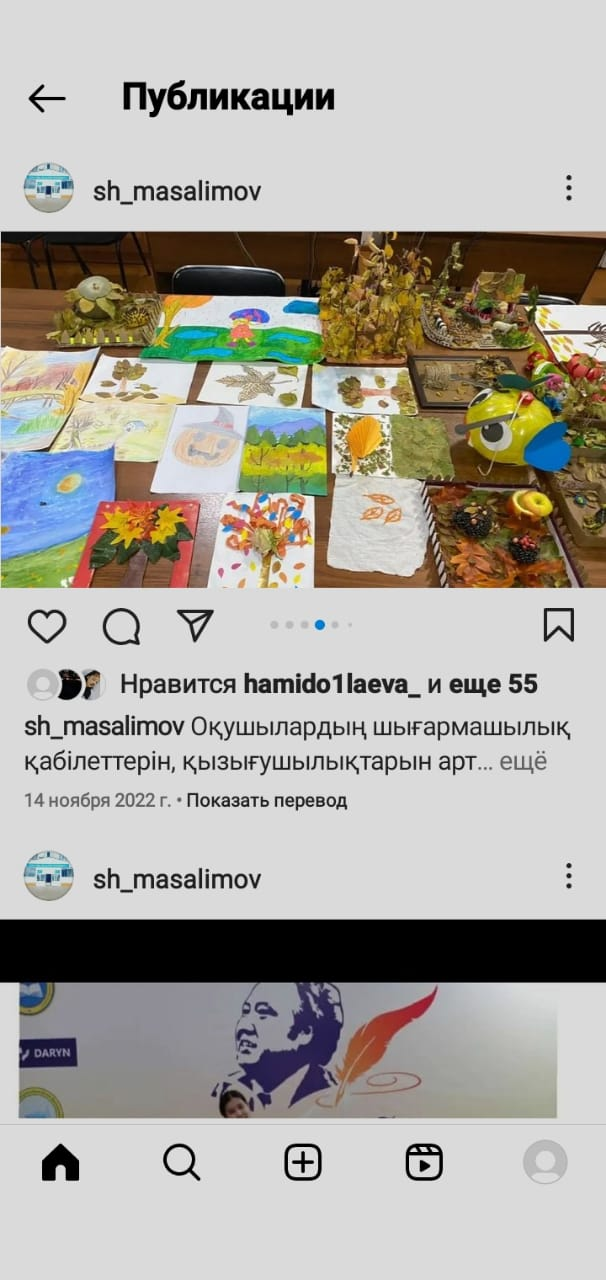 Публикации
sh_masalimov
Нравится hamido1laeva_ и еще 55
sh_masalimov Оқушылардың шығармашылық
қабілеттерін, қызығушылықтарын арт... ещё
14 ноября 2022 г. • Показать перевод
sh_masalimov
DARYN